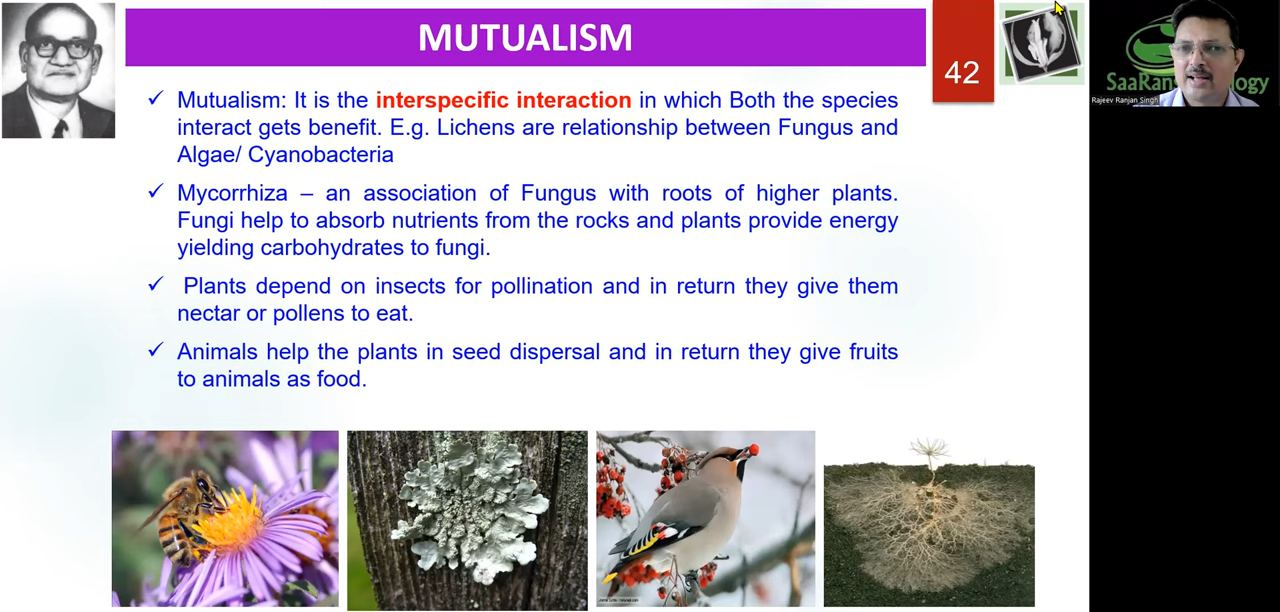 MUTUALISM
42
✓ Mutualism: It is the interspecific interaction in which Both the species
interact gets benefit. E.g. Lichens are relationship between Fungus and
Algae/ Cyanobacteria
✓ Mycorrhiza – an association of Fungus with roots of higher plants.
Fungi help to absorb nutrients from the rocks and plants provide energy
yielding carbohydrates to fungi.
✓ Plants depend on insects for pollination and in return they give them
nectar or pollens to eat.
✓ Animals help the plants in seed dispersal and in return they give fruits
to animals as food.
Rajeev Ranjan Singh